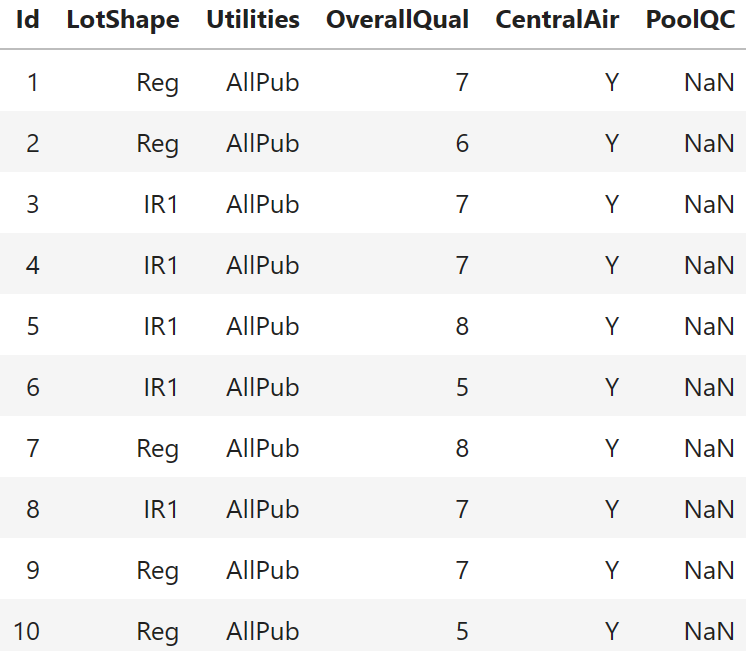 Id LotShape Utilities OverallQual CentralAir PoolQC
1 Reg AllPub 7 Y NaN
2 Reg AllPub 6 Y NaN
3 IR1 AllPub 7 Y NaN
4 IR1 AllPub 7 Y NaN
5 IR1 AllPub 8 Y NaN
6 IR1 AllPub 5 Y NaN
7 Reg AllPub 8 Y NaN
8 IR1 AllPub 7 Y NaN
9 Reg AllPub 7 Y NaN
10 Reg AllPub 5 Y NaN